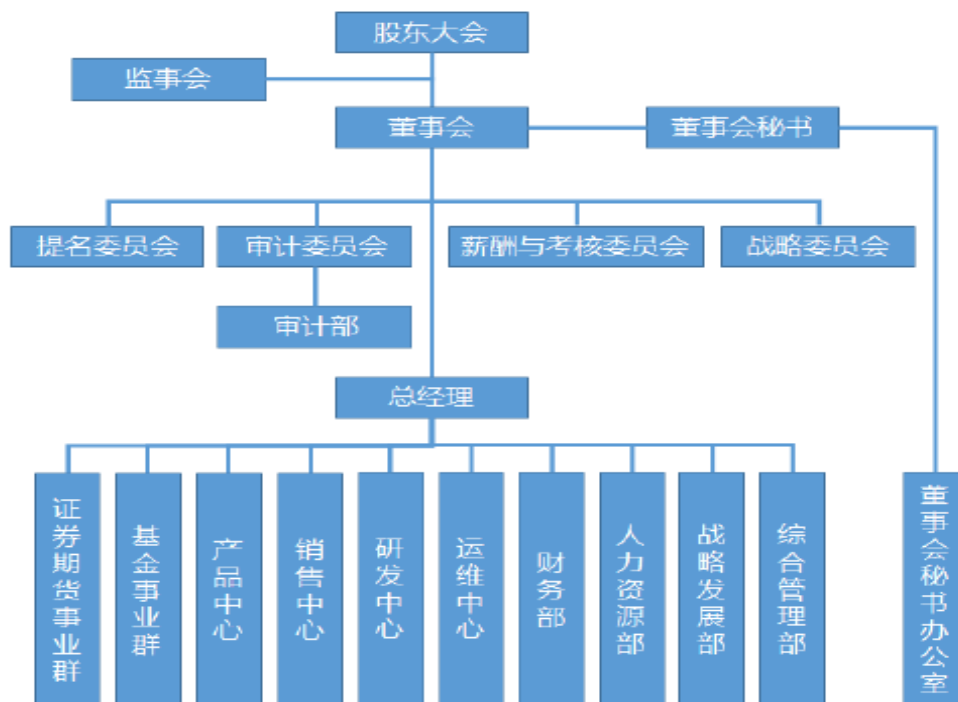 股东大会
监事会
董事会
董事会秘书
提名委员会
审计委员会
薪酬与考核委员会
战略委员会
审计部
总经理
证券期货事业群
基金事业群
产品中心
销售中心
研发中心
运维中心
财务部
人力资源部
战略发展部
综合管理部
董事会秘书办公室